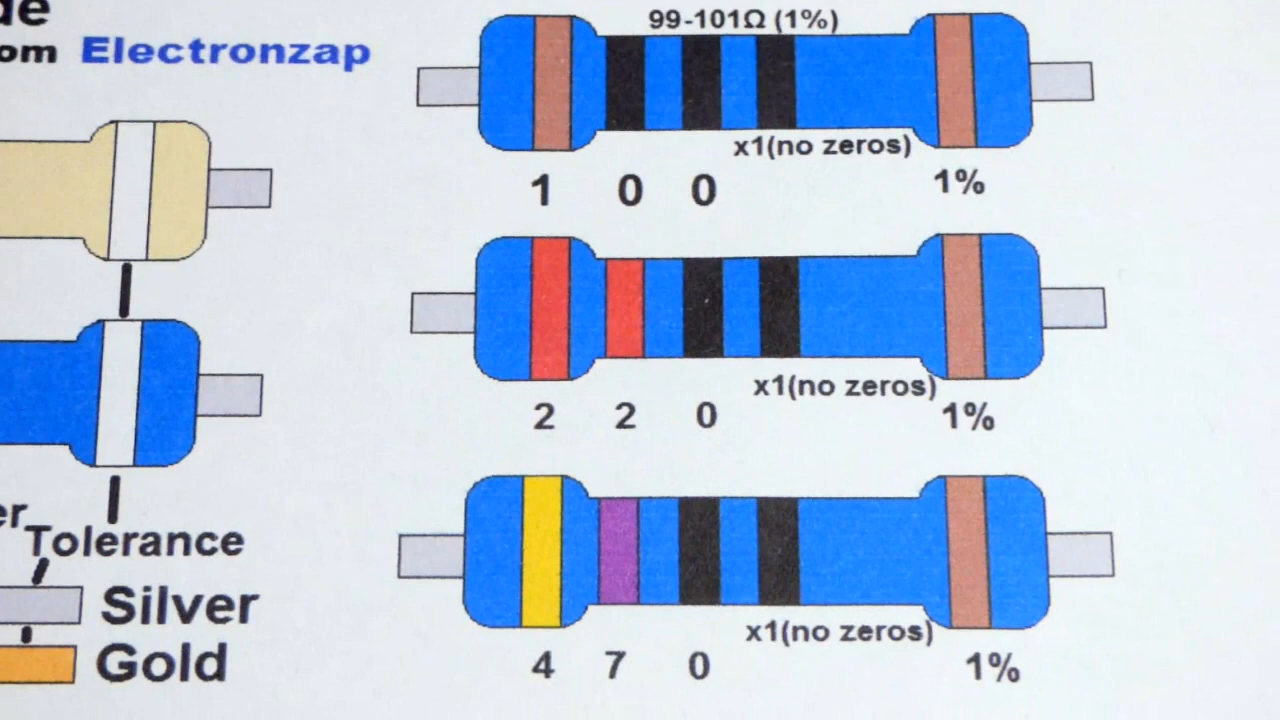 de
om Electronzap
er
Tolerance
Silver
Gold
99-101Ω (1%)
x1(no zeros)
1 0 0 1%
x1(no zeros)
2 2 0 1%
x1(no zeros)
4 7 0 1%